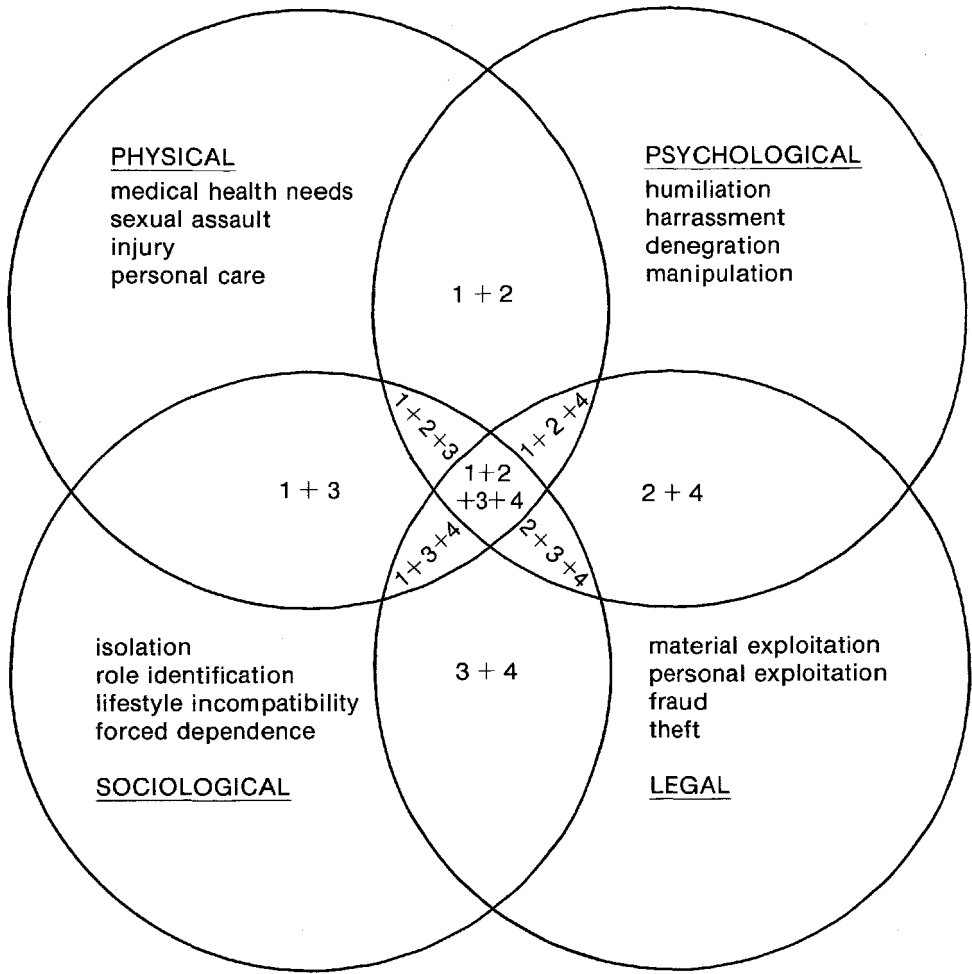 PHYSICAL
medical health needs
sexual assault
injury
personal care
PSYCHOLOGICAL
humiliation
harrassment
denegration
manipulation
1 + 2
1+2+3
1+2+4
1+2
+3+4
1 + 3
2 + 4
1+3+4
2+3+4
isolation
role identification
lifestyle incompatibility
forced dependence
SOCIOLOGICAL
3 + 4
material exploitation
personal exploitation
fraud
theft
LEGAL